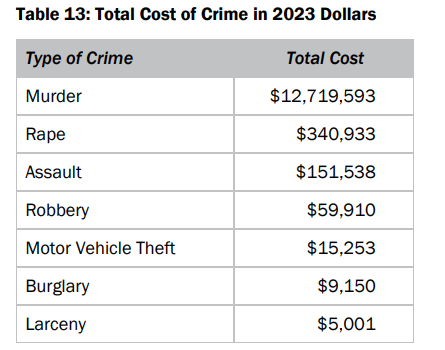 Table 13: Total Cost of Crime in 2023 Dollars
Type of Crime Total Cost
Murder $12,719,593
Rape $340,933
Assault $151,538
Robbery $59,910
Motor Vehicle Theft $15,253
Burglary $9,150
Larceny $5,001